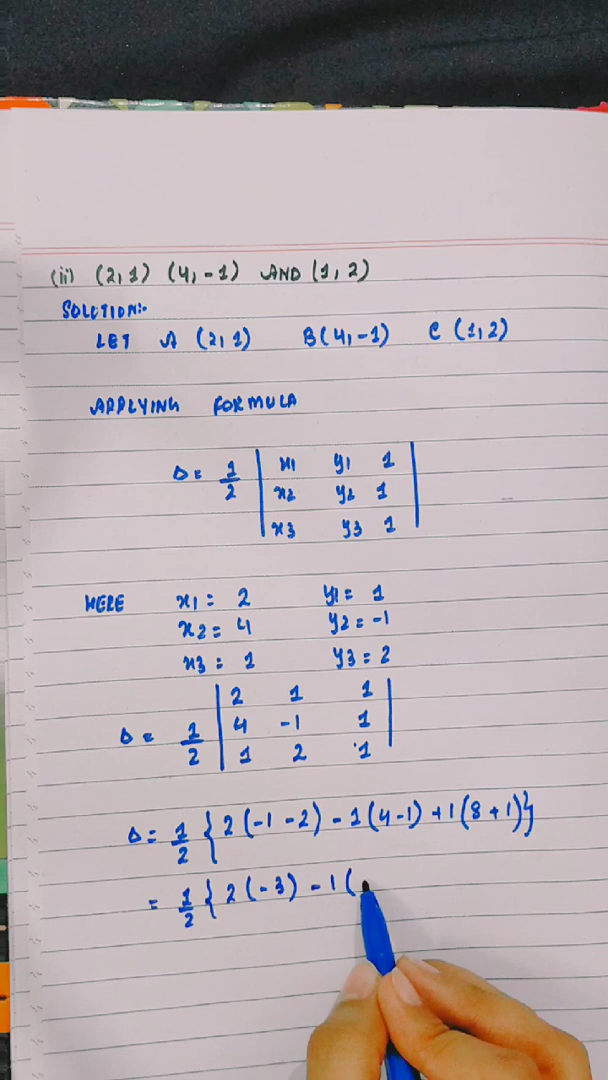 (ii) (2,1) (4,-1) AND (1,2)
SOLUTION:-
LET A (2,1) B(4,-1) C (1,2)
APPLYING FORMULA
Δ = 1/2 | x1 y1 1
x2 y2 1
x3 y3 1 |
HERE x1 = 2 y1 = 1
x2 = 4 y2 = -1
x3 = 1 y3 = 2
Δ = 1/2 | 2 1 1
4 -1 1
1 2 1 |
Δ = 1/2 { 2(-1 -2) - 1(4-1) +1(8+1)}
= 1/2 { 2(-3) - 1(